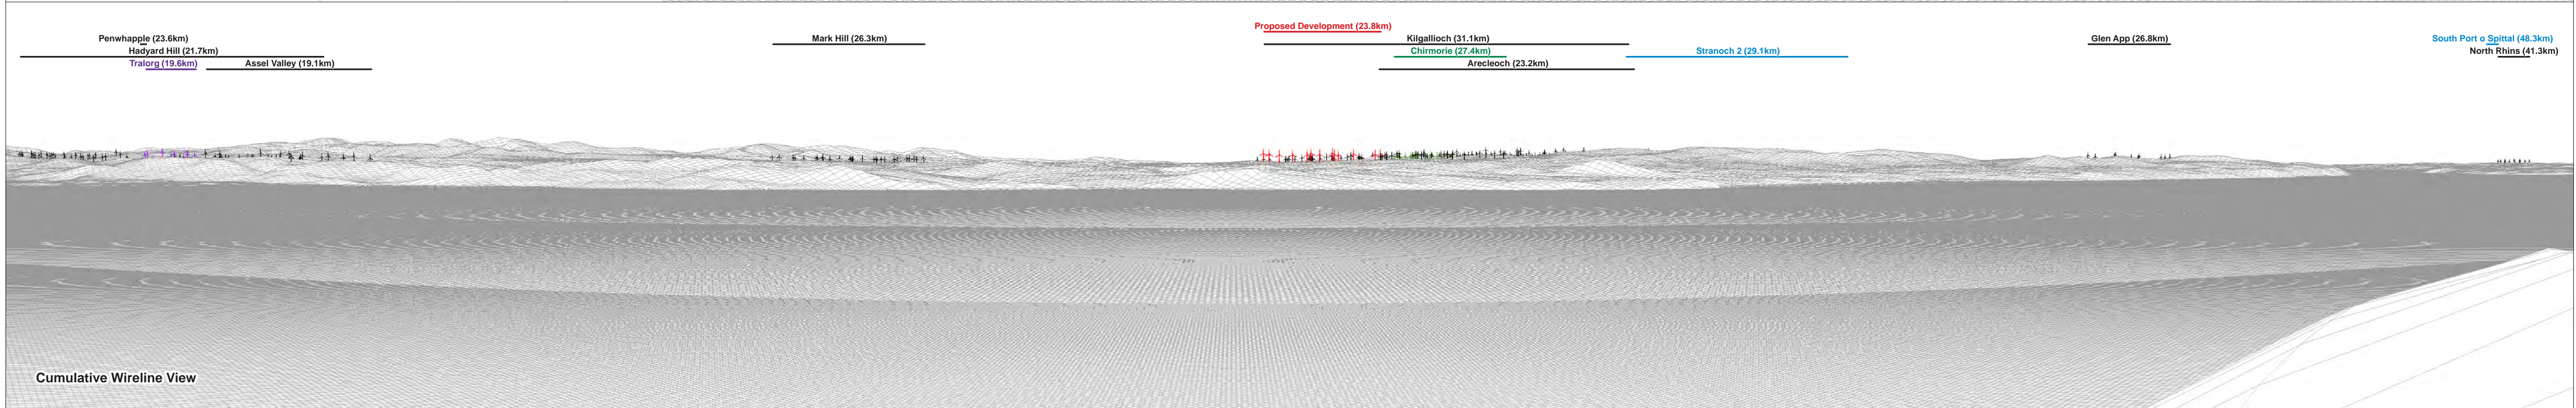 Proposed Development (23.8km)
Penwhapple (23.6km)
Mark Hill (26.3km)
Kilgallioch (31.1km)
Glen App (26.8km)
South Port o Spittal (48.3km)
Hadyard Hill (21.7km)
Chirmorie (27.4km)
Stranoch 2 (29.1km)
North Rhins (41.3km)
Tralorg (19.6km)
Assel Valley (19.1km)
Arecleoch (23.2km)
Cumulative Wireline View